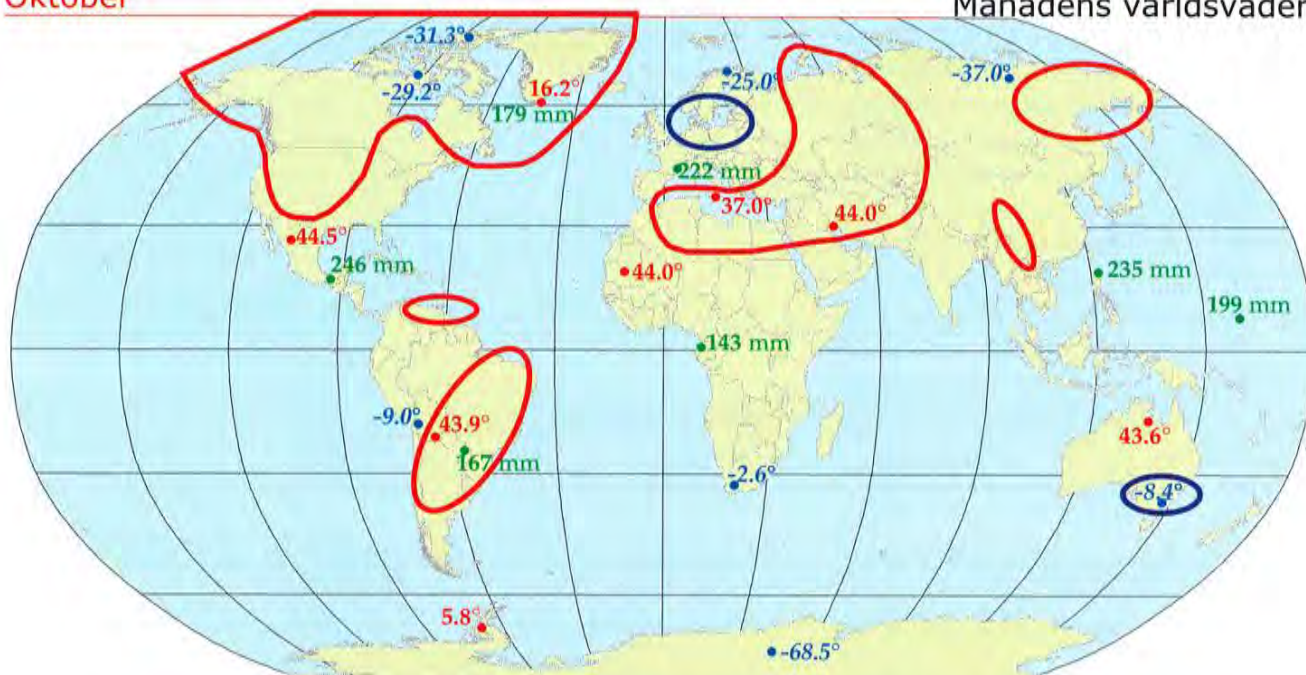 Oktober
Månadens världsväder
-31.3°
-29.2°
16.2°
179 mm
-25.0°
-37.0°
222 mm
37.0°
44.0°
44.5°
246 mm
44.0°
235 mm
199 mm
143 mm
-9.0°
43.9°
167 mm
43.6°
-2.6°
-8.4°
5.8°
-68.5°